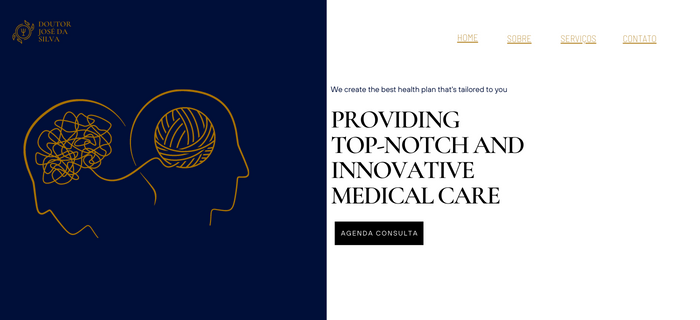 DOUTOR
JOSÉ DA
SILVA
HOME
SOBRE
SERVIÇOS
CONTATO
We create the best health plan that's tailored to you
PROVIDING
TOP-NOTCH AND
INNOVATIVE
MEDICAL CARE
AGENDA CONSULTA